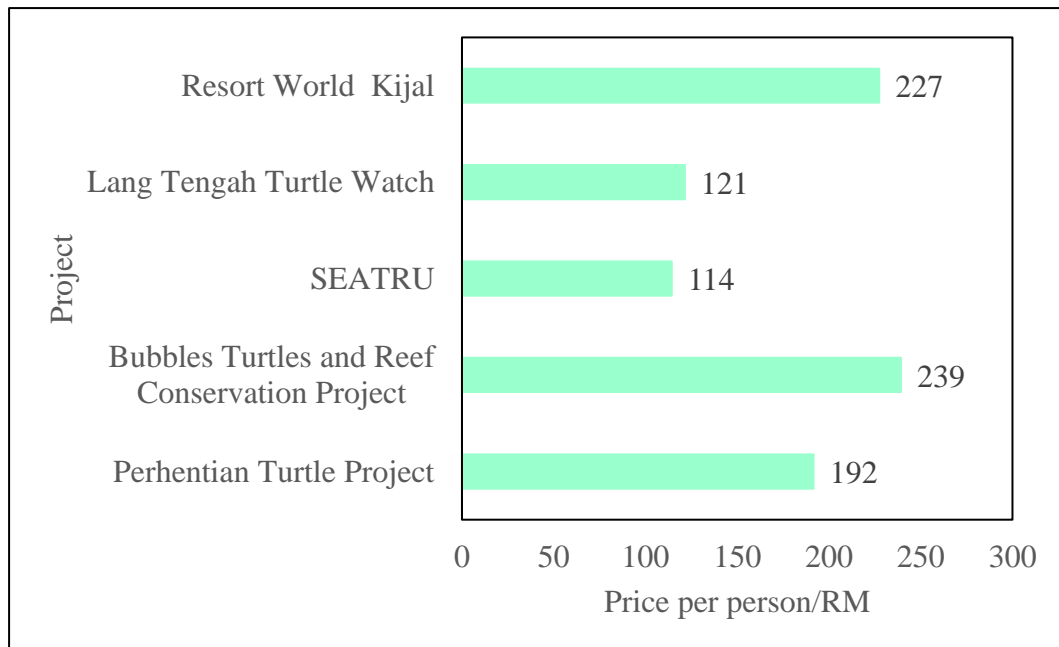 Resort World  Kijal
227
Lang Tengah Turtle Watch
121
SEATRU
114
Bubbles Turtles and Reef
Conservation Project
239
Perhentian Turtle Project
192
Project
0 50 100 150 200 250 300
Price per person/RM